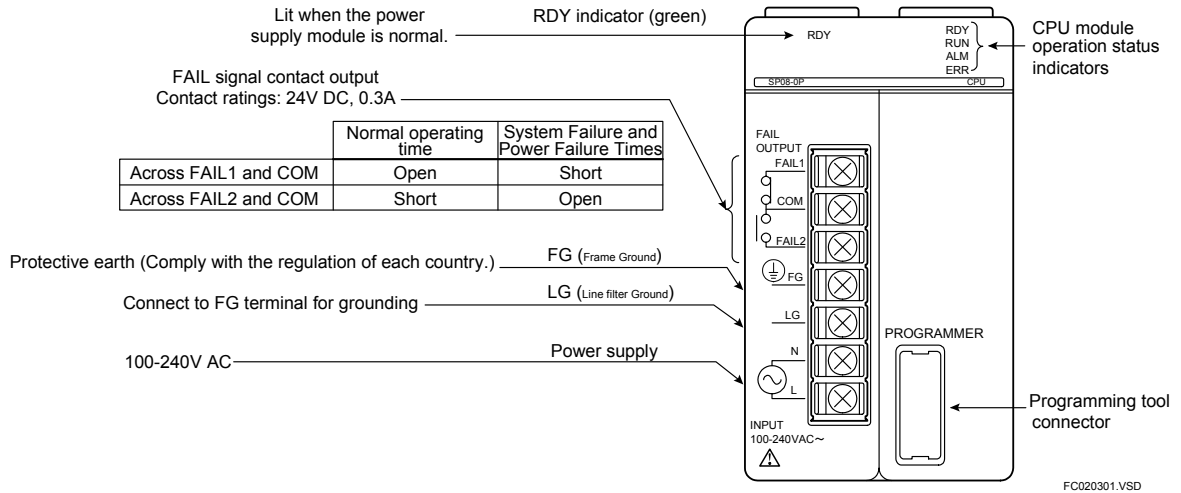 Lit when the power
supply module is normal.
RDY indicator (green)
RDY
RDY
RUN
ALM
ERR
CPU module
operation status
indicators
SP08-0P
CPU
FAIL signal contact output
Contact ratings: 24V DC, 0.3A
Normal operating
time
System Failure and
Power Failure Times
Across FAIL1 and COM
Open
Short
Across FAIL2 and COM
Short
Open
FAIL
OUTPUT
FAIL1
COM
FAIL2
Protective earth (Comply with the regulation of each country.)
FG (Frame Ground)
FG
Connect to FG terminal for grounding
LG (Line filter Ground)
LG
100-240V AC
Power supply
N
L
INPUT
100-240VAC~
PROGRAMMER
Programming tool
connector
FC020301.VSD